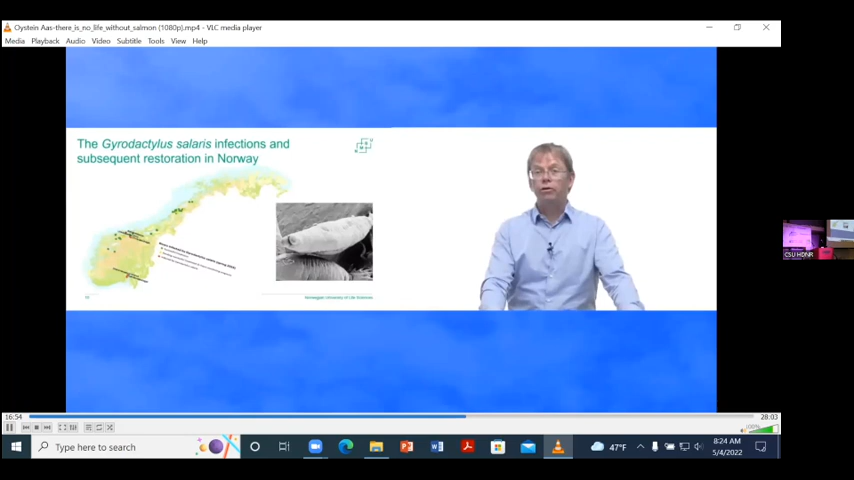 Oystein Aas-there_is_no_life_without_salmon (1080p).mp4 - VLC media player
Media Playback Audio Video Subtitle Tools View Help
The Gyrodactylus salaris infections and
subsequent restoration in Norway
Norwegian University of Life Sciences
CSU HDNR
16:54
28:03
100%
Type here to search
47°F
8:24 AM
5/4/2022